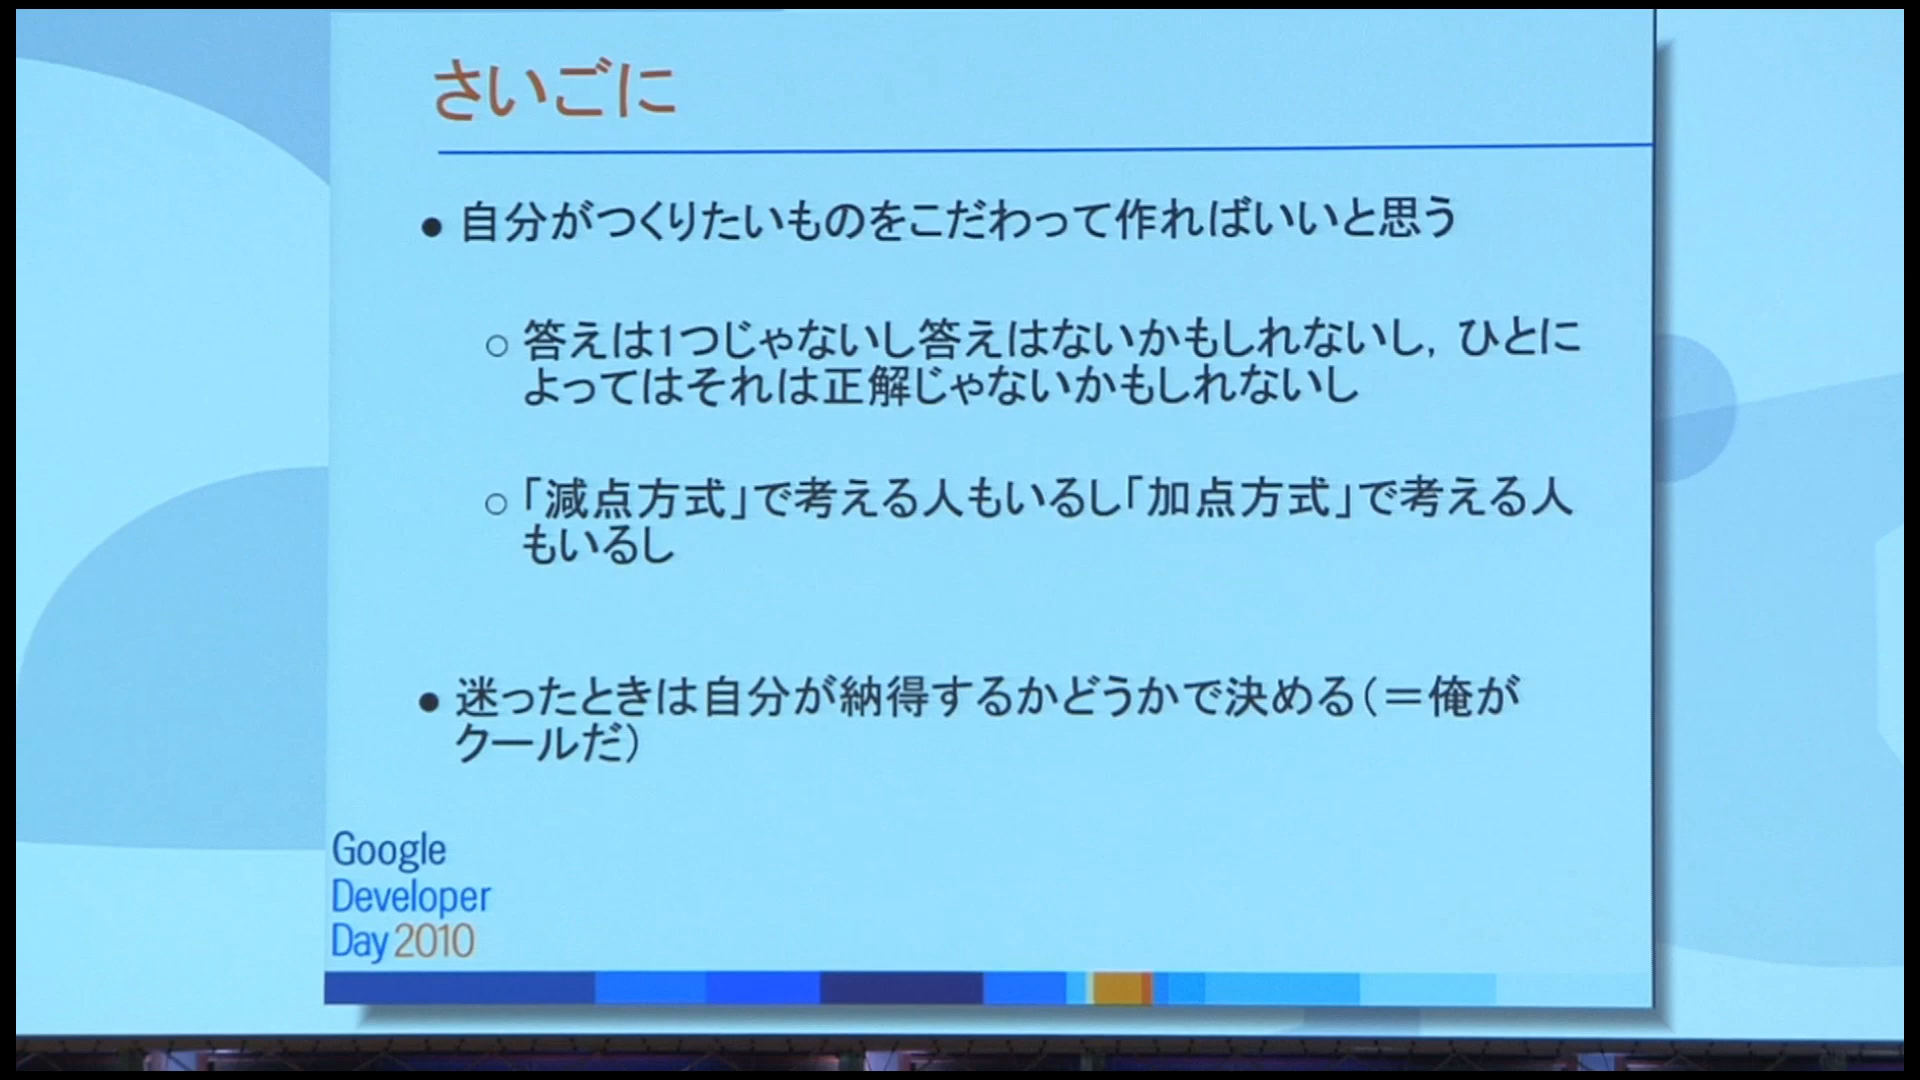 さいごに
● 自分がつくりたいものをこだわって作ればいいと思う
○ 答えは1つじゃないし答えはないかもしれないし，ひとに
よってはそれは正解じゃないかもしれないし
○ 「減点方式」で考える人もいるし「加点方式」で考える人
もいるし
● 迷ったときは自分が納得するかどうかで決める（＝俺が
クールだ）
Google
Developer
Day 2010